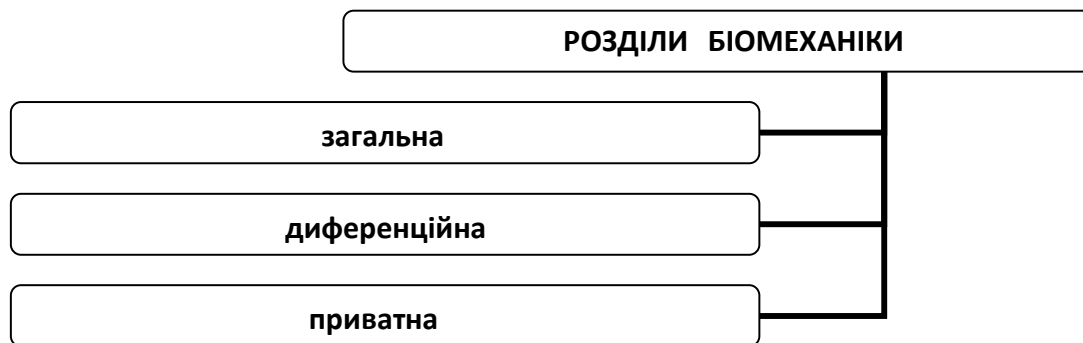 РОЗДІЛИ БІОМЕХАНІКИ
загальна
диференційна
приватна